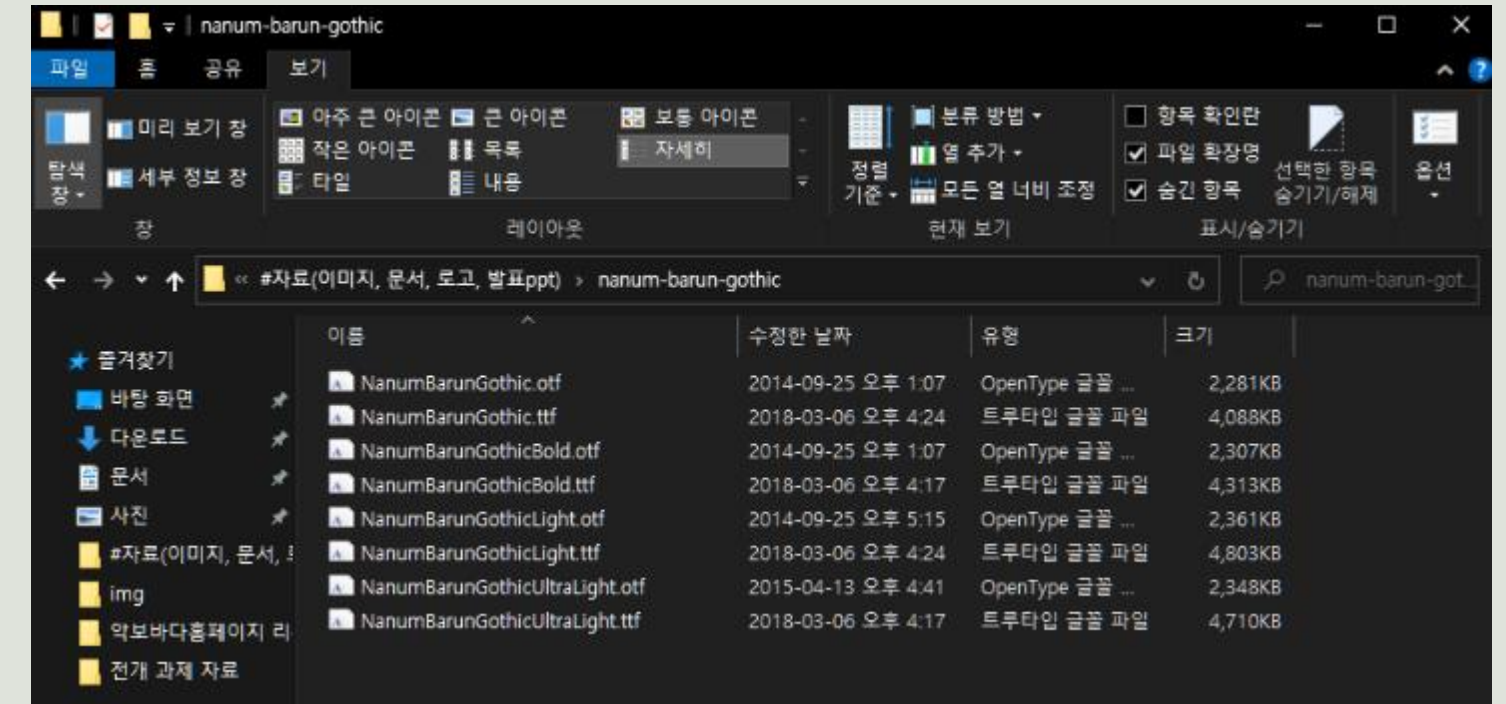 nanum-barun-gothic
파일 홈 공유 보기
탐색 창
미리 보기 창
세부 정보 창
창
아주 큰 아이콘 큰 아이콘 보통 아이콘
작은 아이콘 목록 자세히
타일 내용
레이아웃
정렬 기준
분류 방법
열 추가
모든 열 너비 조정
현재 보기
항목 확인란
파일 확장명
숨긴 항목
선택한 항목 숨기기/해제
표시/숨기기
옵션
« #자료(이미지, 문서, 로고, 발표ppt) > nanum-barun-gothic
nanum-barun-got...
즐겨찾기
바탕 화면
다운로드
문서
사진
#자료(이미지, 문서,
img
악보바다홈페이지 리
전개 과제 자료
이름 수정한 날짜 유형 크기
NanumBarunGothic.otf 2014-09-25 오후 1:07 OpenType 글꼴 ... 2,281KB
NanumBarunGothic.ttf 2018-03-06 오후 4:24 트루타입 글꼴 파일 4,088KB
NanumBarunGothicBold.otf 2014-09-25 오후 1:07 OpenType 글꼴 ... 2,307KB
NanumBarunGothicBold.ttf 2018-03-06 오후 4:17 트루타입 글꼴 파일 4,313KB
NanumBarunGothicLight.otf 2014-09-25 오후 5:15 OpenType 글꼴 ... 2,361KB
NanumBarunGothicLight.ttf 2018-03-06 오후 4:24 트루타입 글꼴 파일 4,803KB
NanumBarunGothicUltraLight.otf 2015-04-13 오후 4:41 OpenType 글꼴 ... 2,348KB
NanumBarunGothicUltraLight.ttf 2018-03-06 오후 4:17 트루타입 글꼴 파일 4,710KB